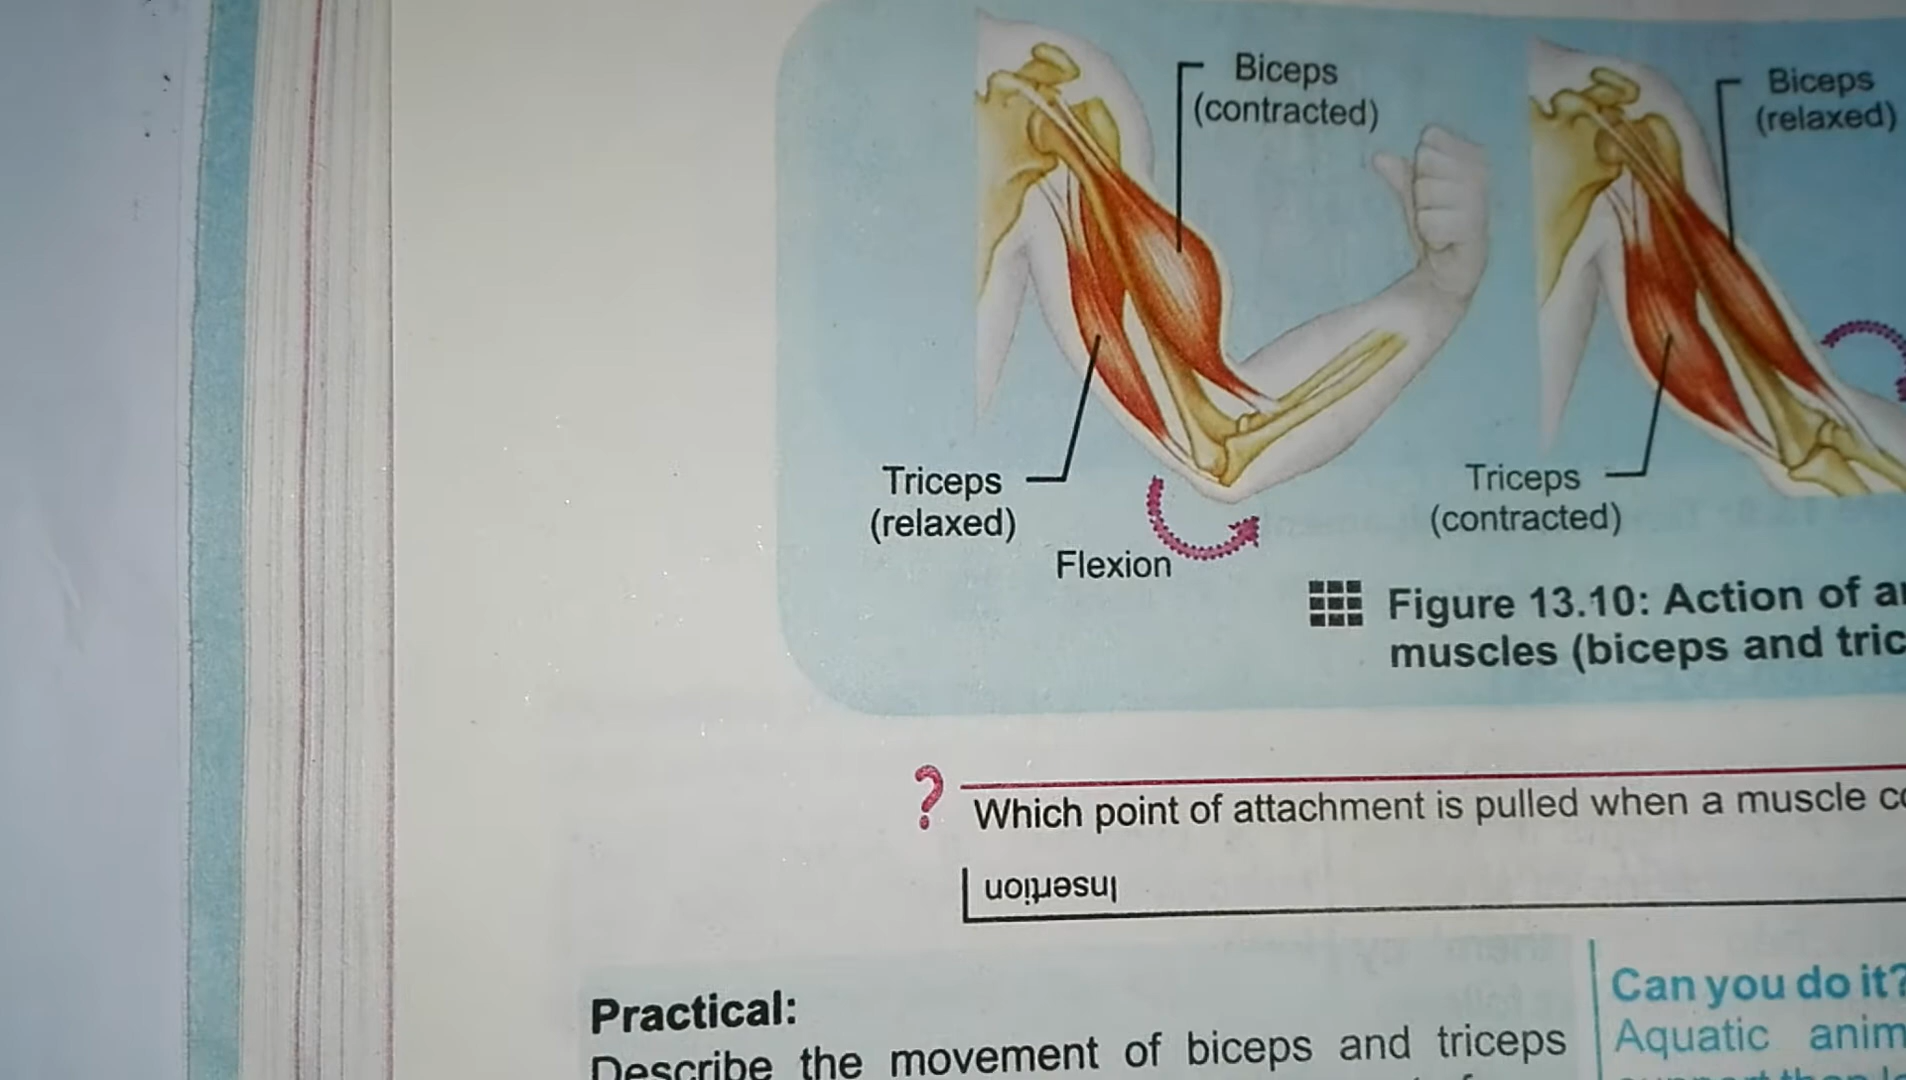 Biceps
(contracted)
Biceps
(relaxed)
Triceps
(relaxed)
Flexion
Triceps
(contracted)
Figure 13.10: Action of
muscles (biceps and
Which point of attachment is pulled when a muscle
Insertion
Practical:
Describe the movement of biceps and triceps
Can you do it?
Aquatic